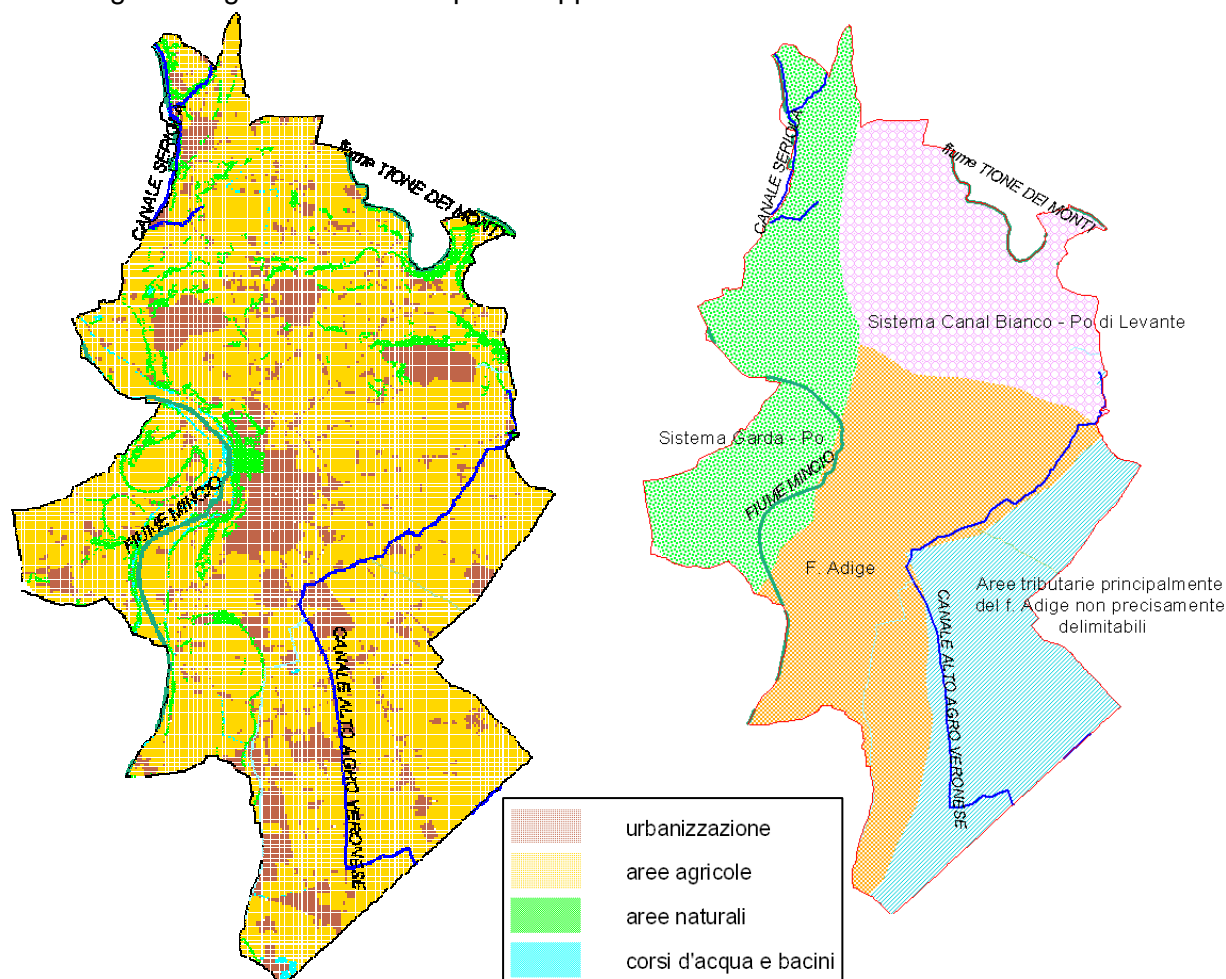 CANALE SERIOLA
fiume TIONE DEI MONTI
FIUME MINCIO
CANALE ALTO AGRO VERONESE
CANALE SERIOLA
fiume TIONE DEI MONTI
Sistema Canal Bianco - Po di Levante
Sistema Garda - Po
FIUME MINCIO
F. Adige
Aree tributarie principalmente
del f. Adige non precisamente
delimitabili
CANALE ALTO AGRO VERONESE
urbanizzazione
aree agricole
aree naturali
corsi d'acqua e bacini